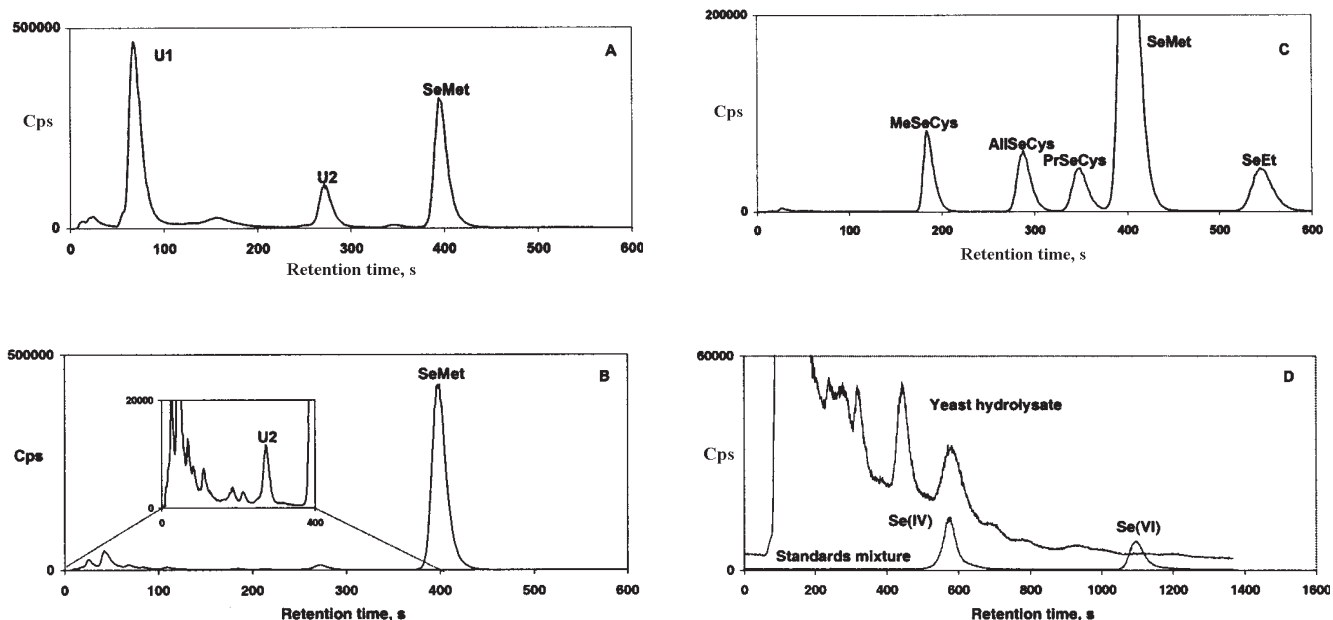 500000
U1
A
SeMet
Cps
U2
0
0 100 200 300 400 500 600
Retention time, s
200000
SeMet
C
Cps
MeSeCys
AllSeCys
PrSeCys
SeEt
0
0 100 200 300 400 500 600
Retention time, s
500000
SeMet
B
20000
U2
Cps
0
0 400
0
0 100 200 300 400 500 600
Retention time, s
60000
D
Yeast hydrolysate
Cps
Se(IV)
Se(VI)
Standards mixture
0
0 200 400 600 800 1000 1200 1400 1600
Retention time, s